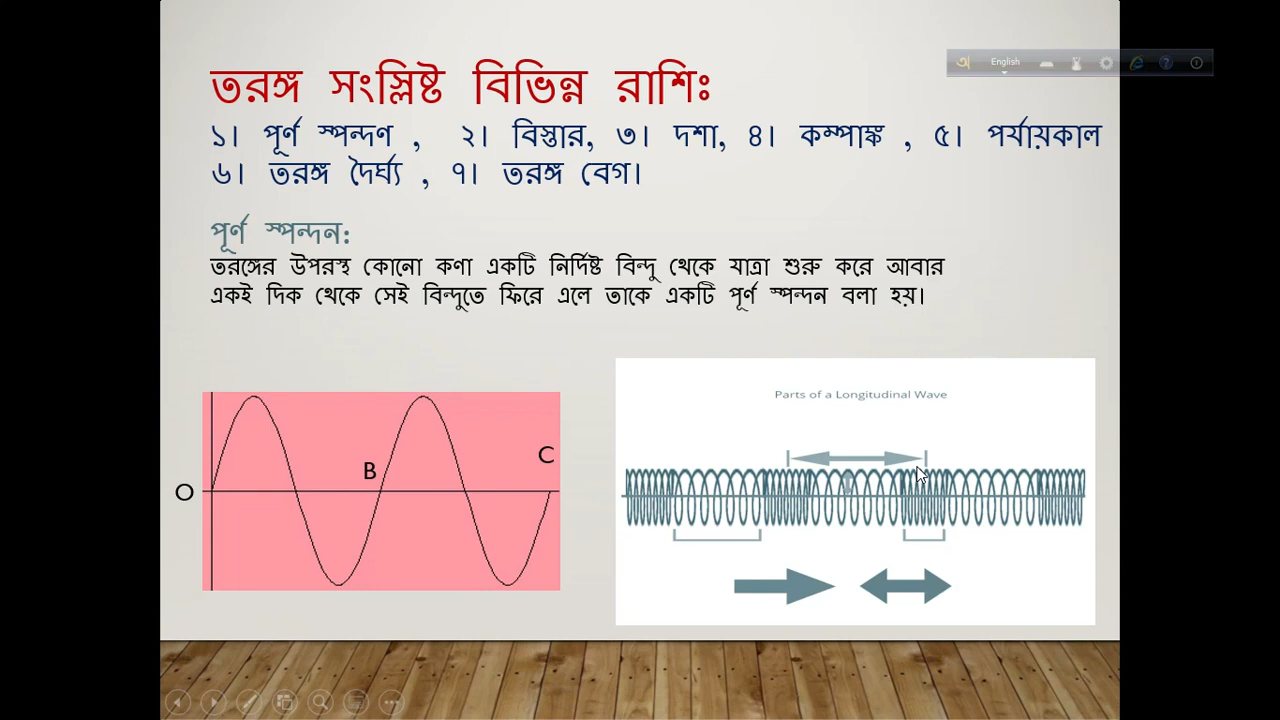 English
তরঙ্গ সংস্লিষ্ট বিভিন্ন রাশিঃ
১। পূর্ণ স্পন্দণ , ২। বিস্তার, ৩। দশা, ৪। কম্পাঙ্ক , ৫। পর্যায়কাল
৬। তরঙ্গ দৈর্ঘ্য , ৭। তরঙ্গ বেগ।
পূর্ণ স্পন্দন:
তরঙ্গের উপরস্থ কোনো কণা একটি নির্দিষ্ট বিন্দু থেকে যাত্রা শুরু করে আবার
একই দিক থেকে সেই বিন্দুতে ফিরে এলে তাকে একটি পূর্ণ স্পন্দন বলা হয়।
Parts of a Longitudinal Wave
C
B
O